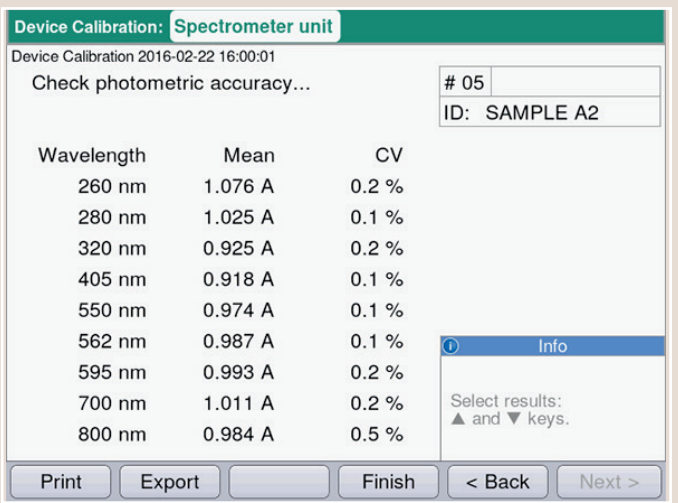 Device Calibration: Spectrometer unit
Device Calibration 2016-02-22 16:00:01
Check photometric accuracy...
# 05
ID: SAMPLE A2
Wavelength Mean CV
260 nm 1.076 A 0.2 %
280 nm 1.025 A 0.1 %
320 nm 0.925 A 0.2 %
405 nm 0.918 A 0.1 %
550 nm 0.974 A 0.1 %
562 nm 0.987 A 0.1 %
595 nm 0.993 A 0.2 %
700 nm 1.011 A 0.2 %
800 nm 0.984 A 0.5 %
i Info
Select results:
▲ and ▼ keys.
Print Export Finish < Back Next >